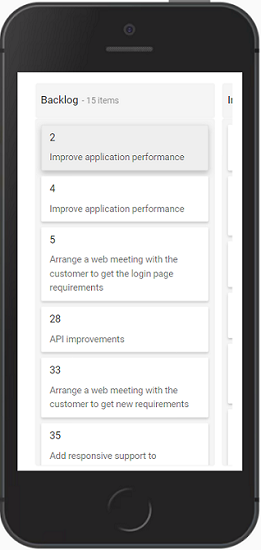 Backlog - 15 items
2
Improve application performance
4
Improve application performance
5
Arrange a web meeting with the
customer to get the login page
requirements
28
API improvements
33
Arrange a web meeting with the
customer to get new requirements
35
Add responsive support to